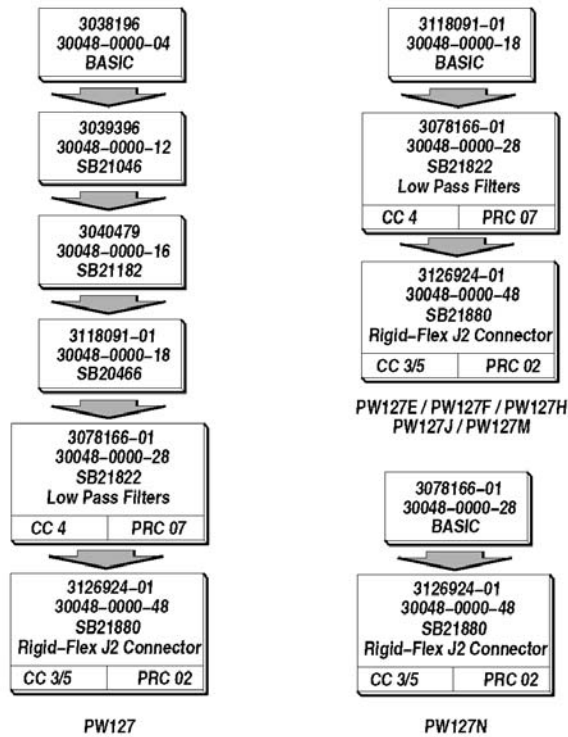 3038196
30048-0000-04
BASIC
3039396
30048-0000-12
SB21046
3040479
30048-0000-16
SB21182
3118091-01
30048-0000-18
SB20466
3078166-01
30048-0000-28
SB21822
Low Pass Filters
CC 4 PRC 07
3126924-01
30048-0000-48
SB21880
Rigid-Flex J2 Connector
CC 3/5 PRC 02
PW127
3118091-01
30048-0000-18
BASIC
3078166-01
30048-0000-28
SB21822
Low Pass Filters
CC 4 PRC 07
3126924-01
30048-0000-48
SB21880
Rigid-Flex J2 Connector
CC 3/5 PRC 02
PW127E / PW127F / PW127H
PW127J / PW127M
3078166-01
30048-0000-28
BASIC
3126924-01
30048-0000-48
SB21880
Rigid-Flex J2 Connector
CC 3/5 PRC 02
PW127N